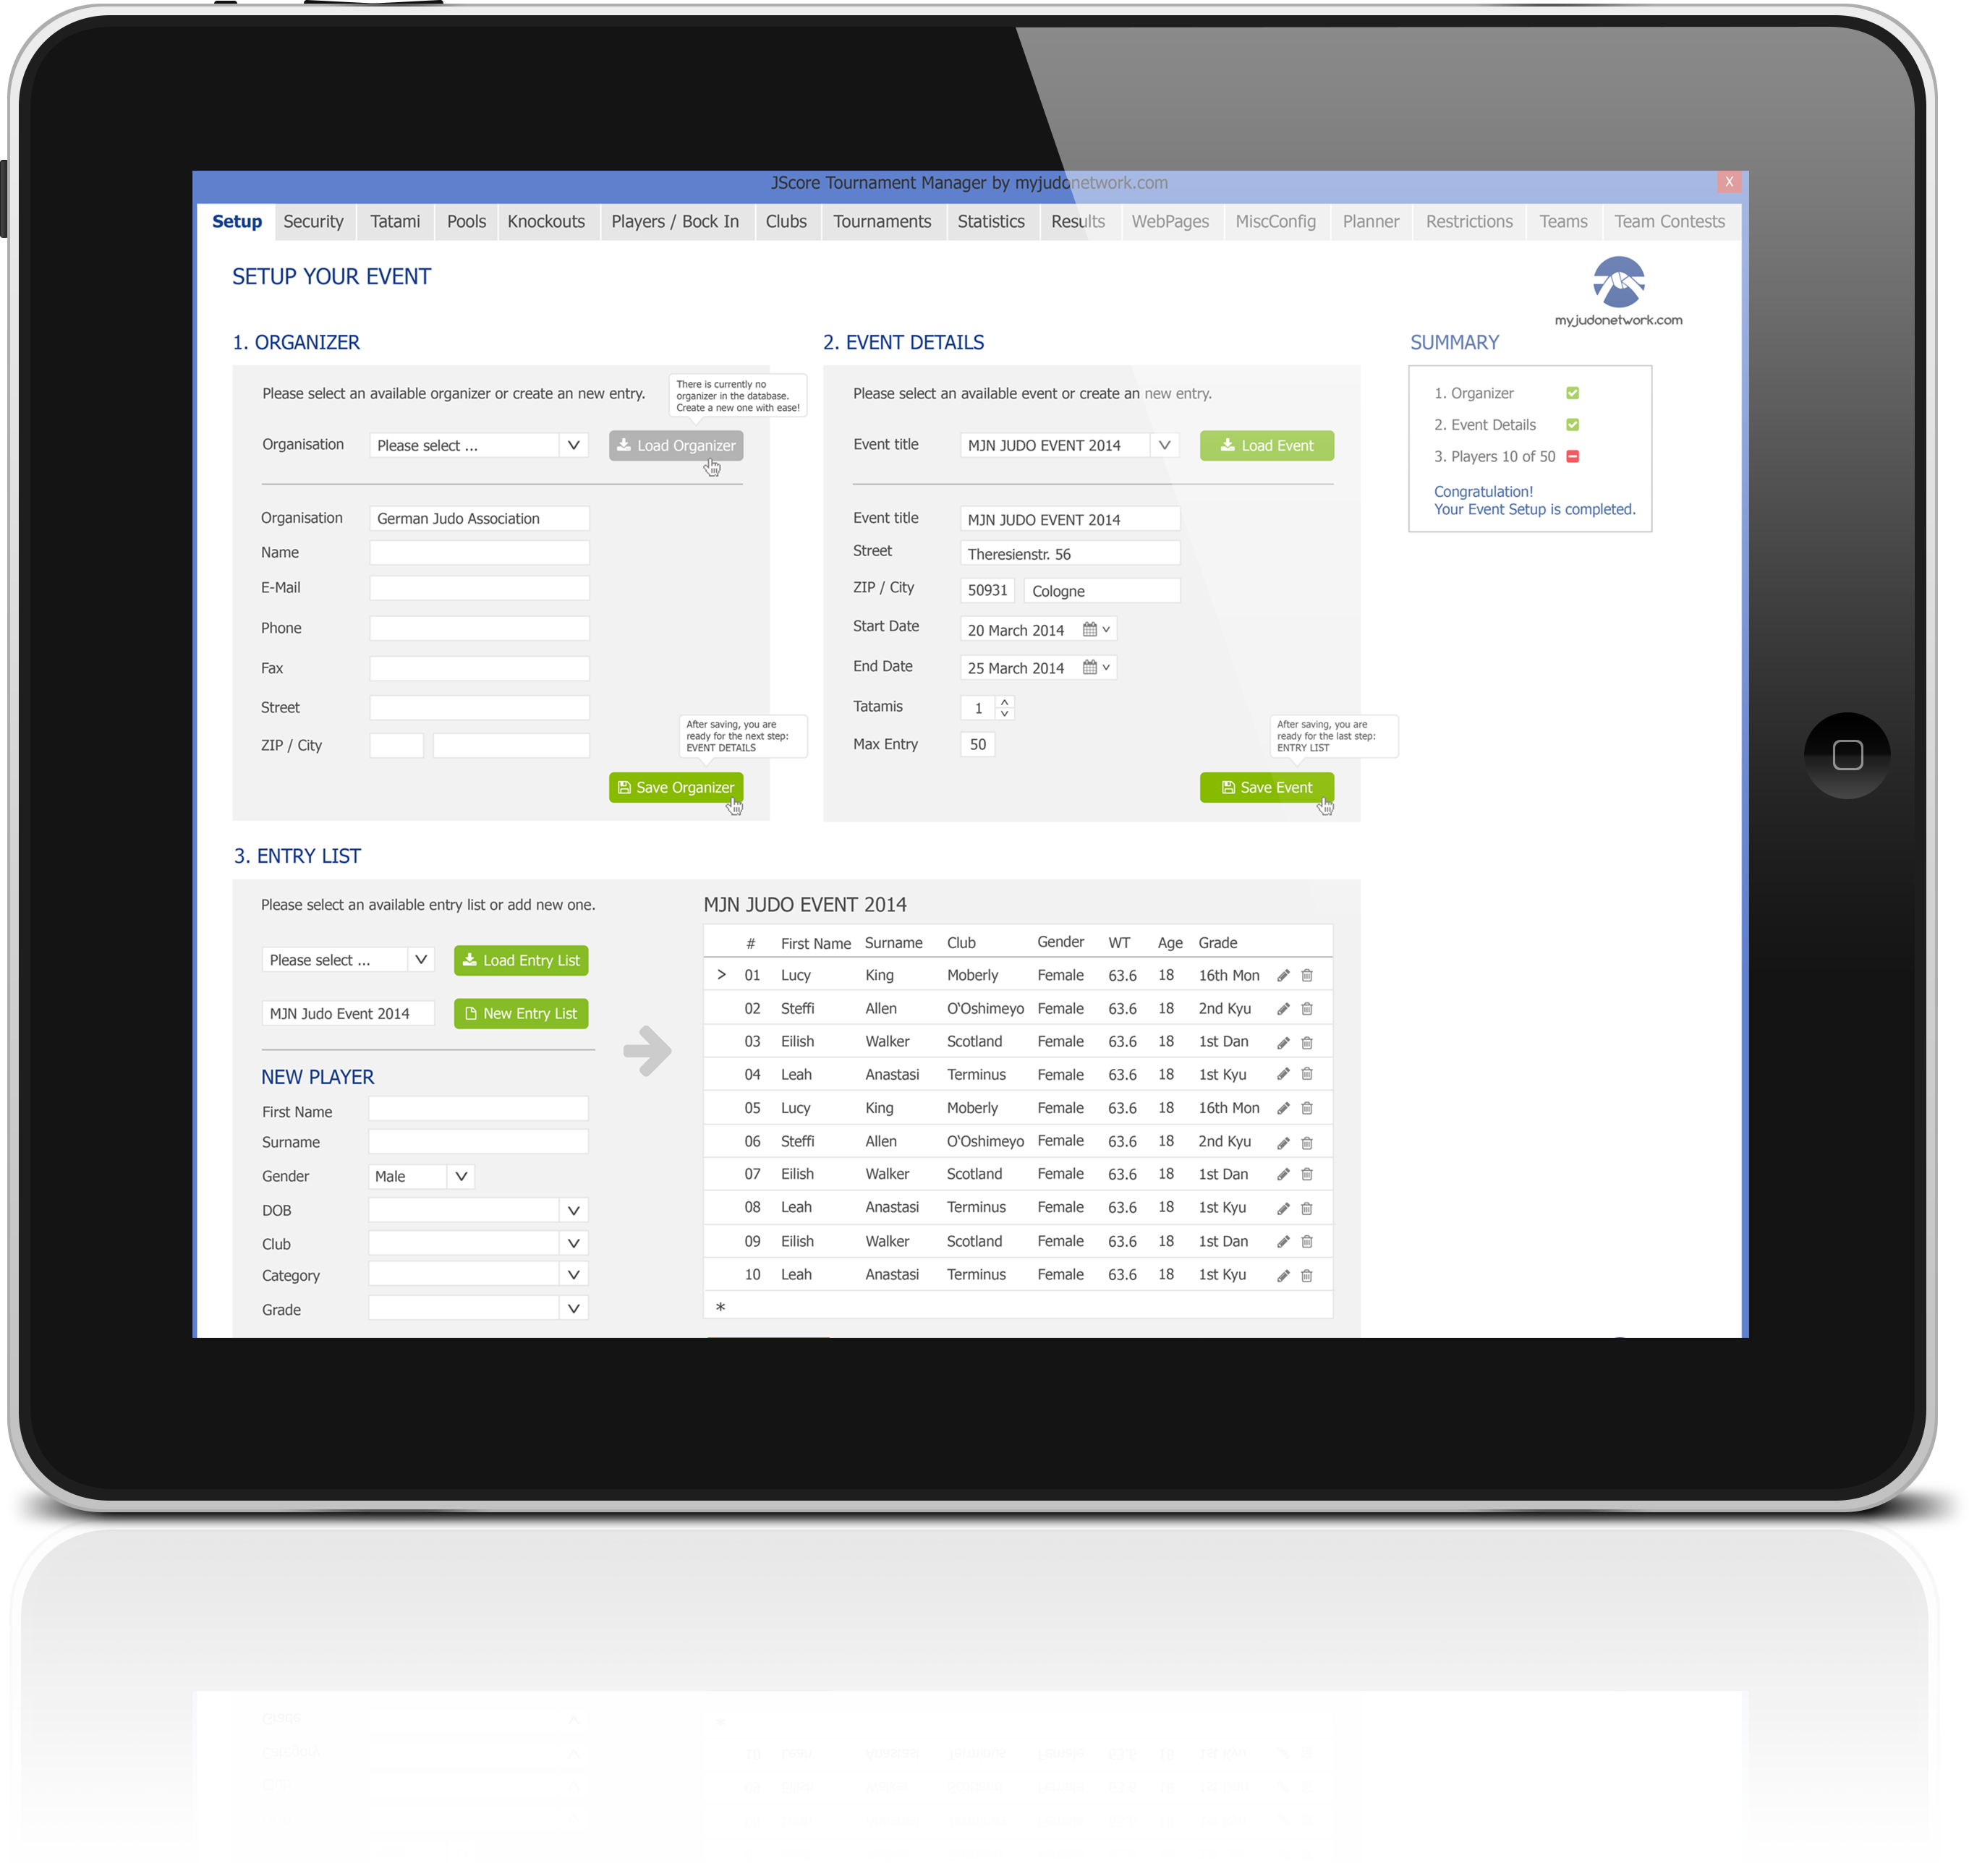 JScore Tournament Manager by myjudonetwork.com
X
Setup Security Tatami Pools Knockouts Players / Bock In Clubs Tournaments Statistics Results WebPages MiscConfig Planner Restrictions Teams Team Contests
SETUP YOUR EVENT
myjudonetwork.com
1. ORGANIZER
Please select an available organizer or create an new entry.
There is currently no
organizer in the database.
Create a new one with ease!
Organisation Please select ... Load Organizer
Organisation German Judo Association
Name
E-Mail
Phone
Fax
Street
ZIP / City
After saving, you are
ready for the next step:
EVENT DETAILS
Save Organizer
2. EVENT DETAILS
Please select an available event or create an new entry.
Event title MJN JUDO EVENT 2014 Load Event
Event title MJN JUDO EVENT 2014
Street Theresienstr. 56
ZIP / City 50931 Cologne
Start Date 20 March 2014
End Date 25 March 2014
Tatamis 1
Max Entry 50
After saving, you are
ready for the last step:
ENTRY LIST
Save Event
SUMMARY
1. Organizer
2. Event Details
3. Players 10 of 50
Congratulation!
Your Event Setup is completed.
3. ENTRY LIST
Please select an available entry list or add new one.
Please select ... Load Entry List
MJN Judo Event 2014 New Entry List
NEW PLAYER
First Name
Surname
Gender Male
DOB
Club
Category
Grade
MJN JUDO EVENT 2014
# First Name Surname Club Gender WT Age Grade
> 01 Lucy King Moberly Female 63.6 18 16th Mon
02 Steffi Allen O'Oshimeyo Female 63.6 18 2nd Kyu
03 Eilish Walker Scotland Female 63.6 18 1st Dan
04 Leah Anastasi Terminus Female 63.6 18 1st Kyu
05 Lucy King Moberly Female 63.6 18 16th Mon
06 Steffi Allen O'Oshimeyo Female 63.6 18 2nd Kyu
07 Eilish Walker Scotland Female 63.6 18 1st Dan
08 Leah Anastasi Terminus Female 63.6 18 1st Kyu
09 Eilish Walker Scotland Female 63.6 18 1st Dan
10 Leah Anastasi Terminus Female 63.6 18 1st Kyu
*